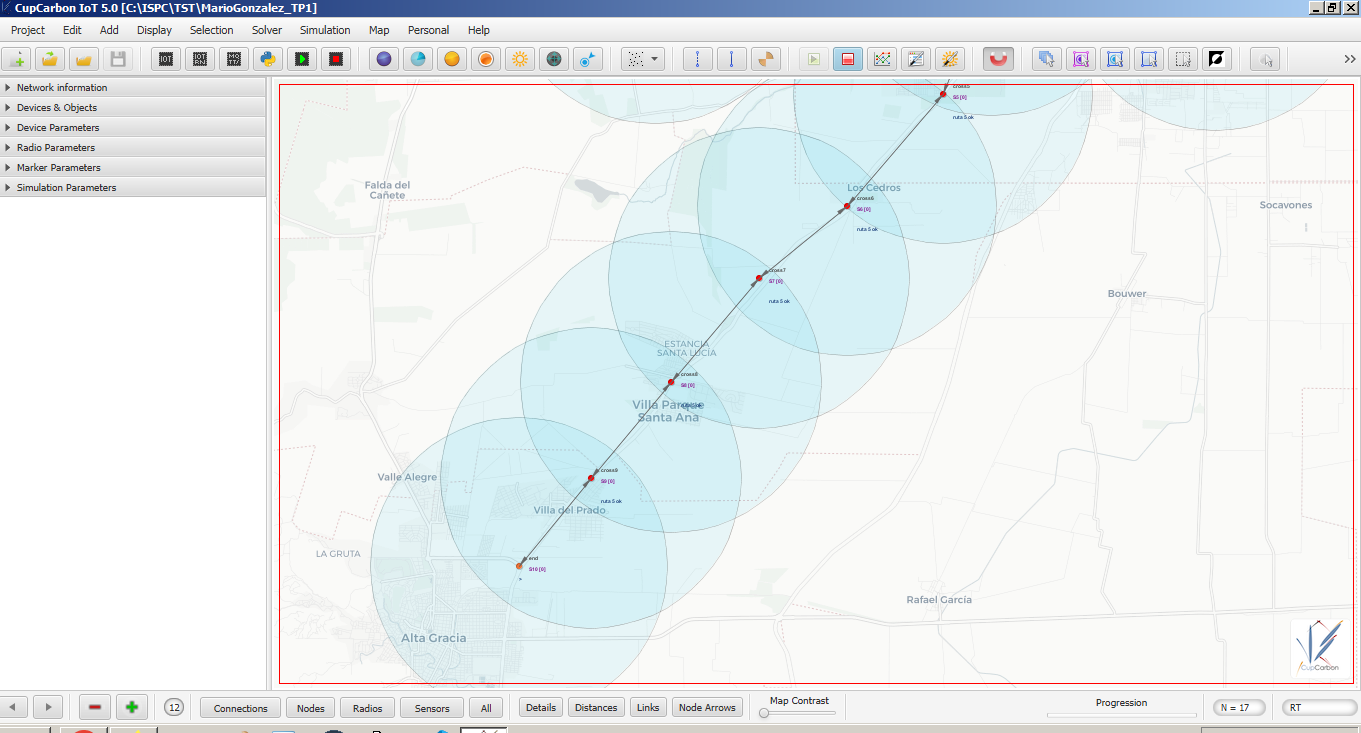 CupCarbon IoT 5.0 [C:\ISPC\TST\MarioGonzalez_TP1]
Project Edit Add Display Selection Solver Simulation Map Personal Help
Network information
Devices & Objects
Device Parameters
Radio Parameters
Marker Parameters
Simulation Parameters
S5 [0]
ruta 5 ok
Falda del
Cañete
Los Cedros
cross6
S6 [0]
ruta 5 ok
Socavones
cross7
S7 [0]
ruta 5 ok
Bouwer
ESTANCIA
SANTA LUCÍA
cross8
S8 [0]
Villa Parque
Santa Ana
cross9
S9 [0]
ruta 5 ok
Valle Alegre
Villa del Prado
LA GRUTA
end
S10 [0]
>
Rafael García
Alta Gracia
CupCarbon
12
Connections Nodes Radios Sensors All Details Distances Links Node Arrows
Map Contrast
Progression
N = 17
RT